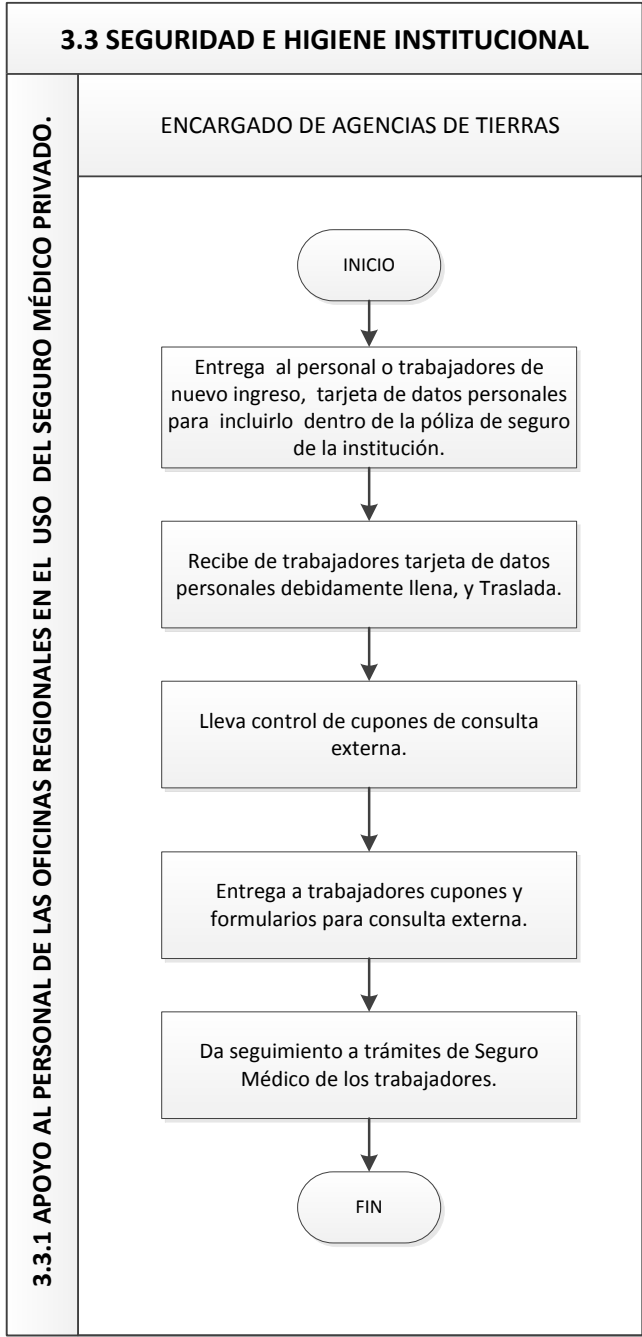 3.3 SEGURIDAD E HIGIENE INSTITUCIONAL
3.3.1 APOYO AL PERSONAL DE LAS OFICINAS REGIONALES EN EL USO DEL SEGURO MÉDICO PRIVADO.
ENCARGADO DE AGENCIAS DE TIERRAS
INICIO
Entrega al personal o trabajadores de
nuevo ingreso, tarjeta de datos personales
para incluirlo dentro de la póliza de seguro
de la institución.
Recibe de trabajadores tarjeta de datos
personales debidamente llena, y Traslada.
Lleva control de cupones de consulta
externa.
Entrega a trabajadores cupones y
formularios para consulta externa.
Da seguimiento a trámites de Seguro
Médico de los trabajadores.
FIN